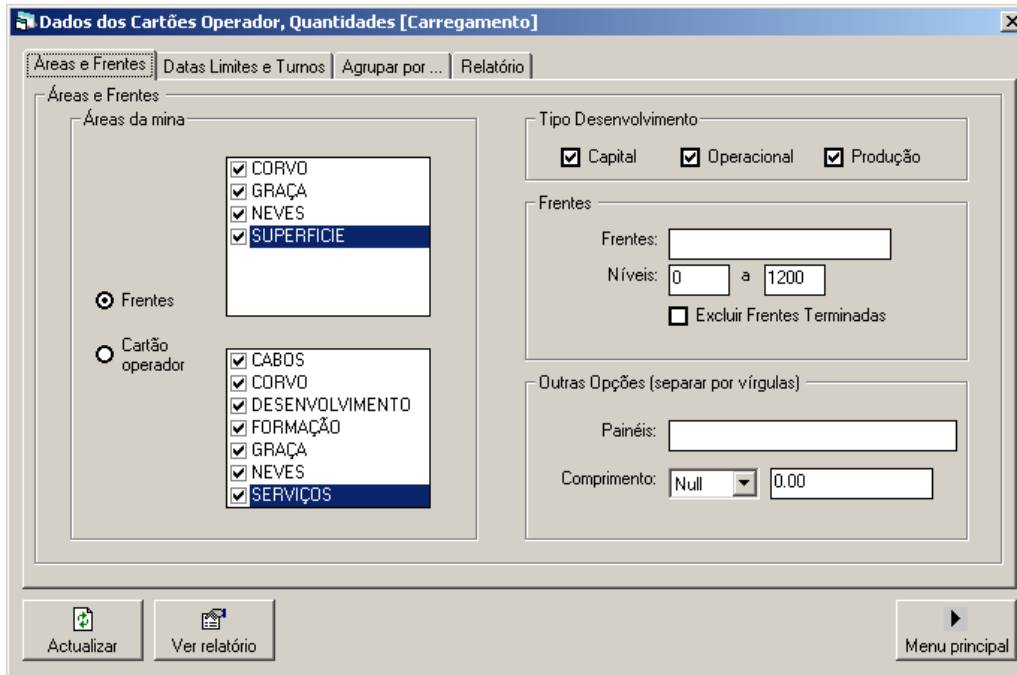 Dados dos Cartões Operador, Quantidades [Carregamento]
Áreas e Frentes
Datas Limites e Turnos
Agrupar por ...
Relatório
Áreas e Frentes
Áreas da mina
CORVO
GRAÇA
NEVES
SUPERFICIE
Frentes
Cartão
operador
CABOS
CORVO
DESENVOLVIMENTO
FORMAÇÃO
GRAÇA
NEVES
SERVIÇOS
Tipo Desenvolvimento
Capital
Operacional
Produção
Frentes
Frentes:
Níveis: 0 a 1200
Excluir Frentes Terminadas
Outras Opções (separar por vírgulas)
Painéis:
Comprimento: Null 0.00
Actualizar
Ver relatório
Menu principal